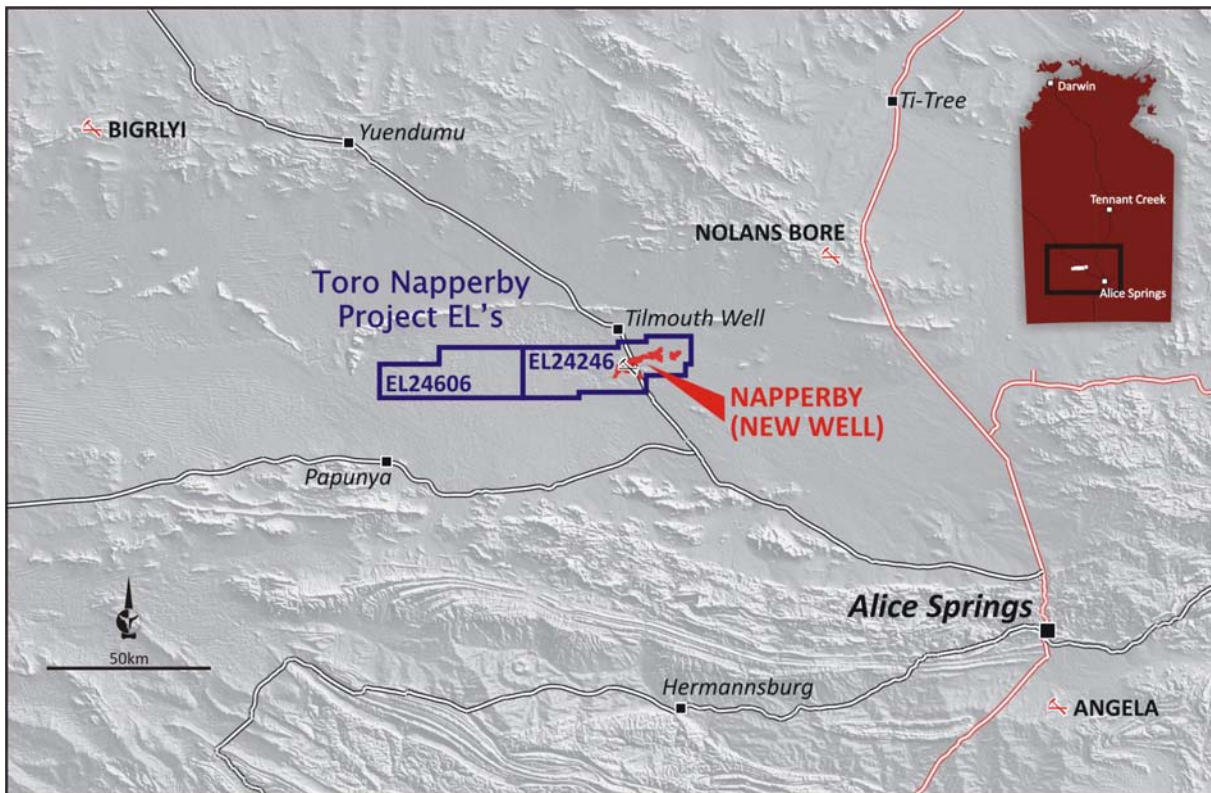 Darwin
Ti-Tree
BIGRLYI
Yuendumu
Tennant Creek
NOLANS BORE
Toro Napperby
Project EL's
Alice Springs
Tilmouth Well
EL24246
EL24606
NAPPERBY
(NEW WELL)
Papunya
Alice Springs
50km
Hermannsburg
ANGELA